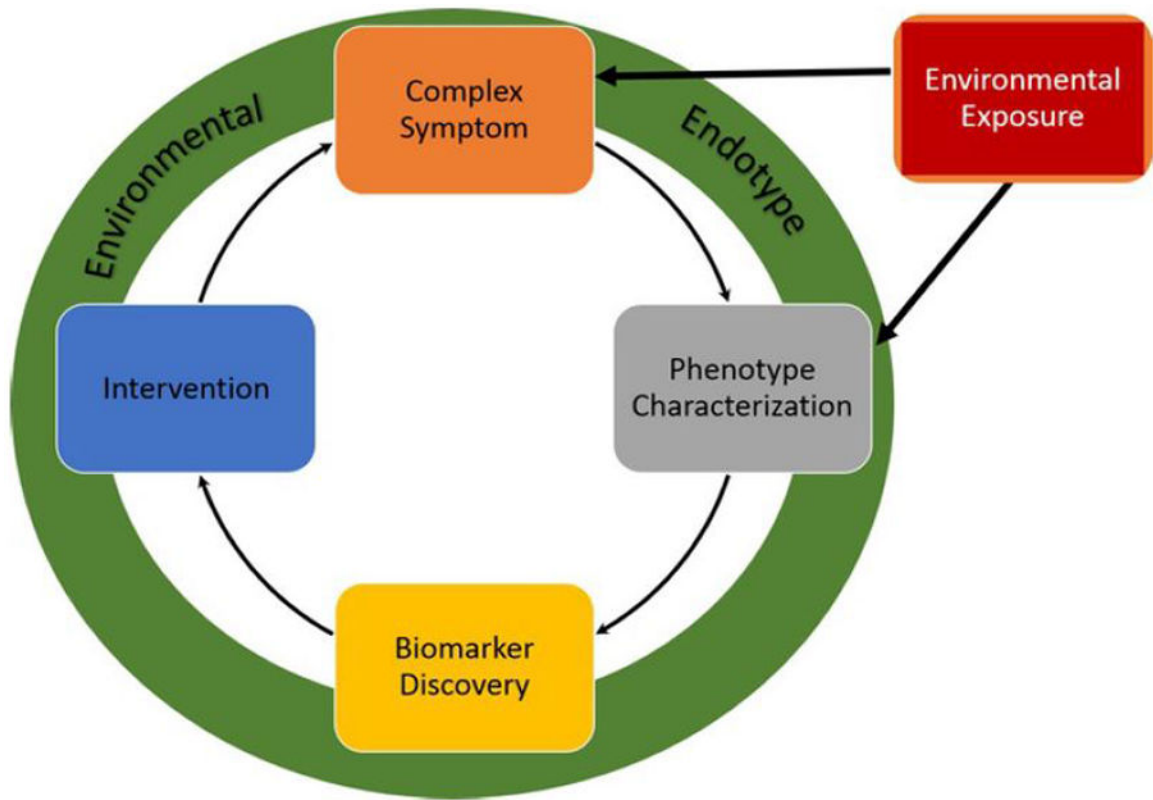 Environmental
Endotype
Complex
Symptom
Environmental
Exposure
Intervention
Phenotype
Characterization
Biomarker
Discovery